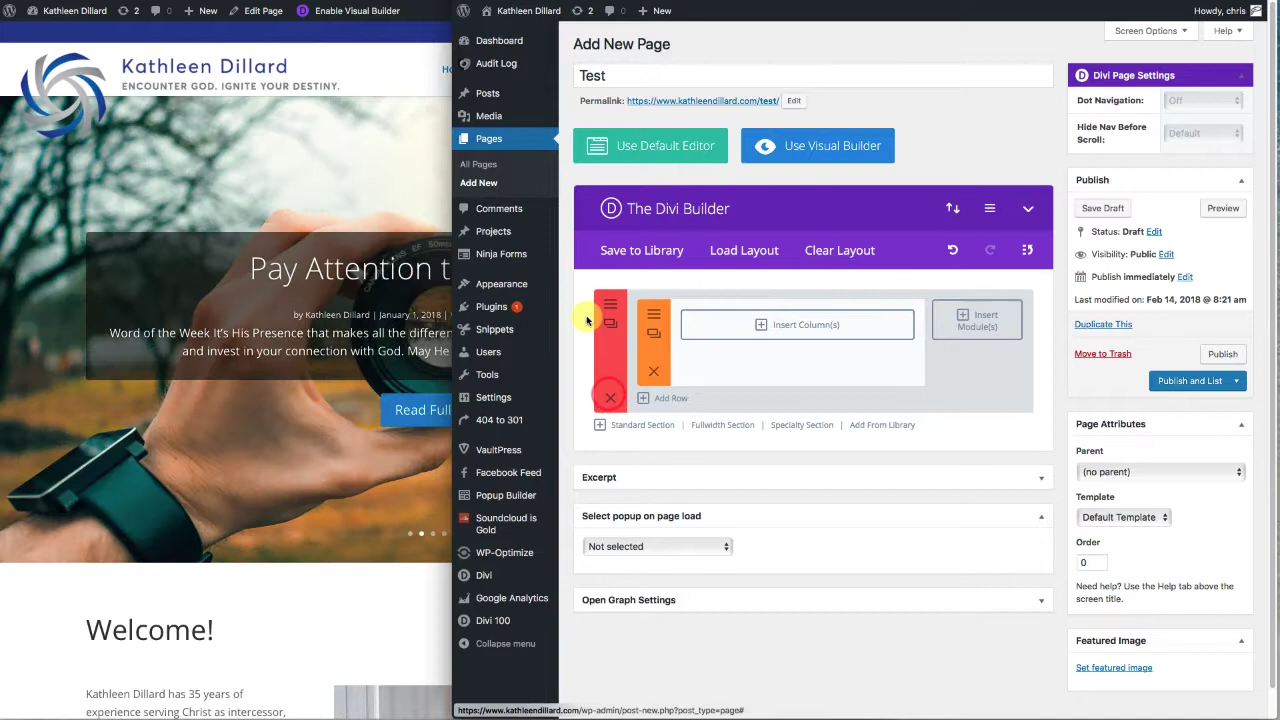 Kathleen Dillard 2 0 New Edit Page Enable Visual Builder
Kathleen Dillard
ENCOUNTER GOD. IGNITE YOUR DESTINY.
Pay Attention t
by Kathleen Dillard | January 1, 2018 |
Word of the Week It's His Presence that makes all the differen
and invest in your connection with God. May He
Read Full
Welcome!
Kathleen Dillard has 35 years of
experience serving Christ as intercessor,
Kathleen Dillard 2 0 New
Howdy, chris
Dashboard
Audit Log
Posts
Media
Pages
All Pages
Add New
Comments
Projects
Ninja Forms
Appearance
Plugins 1
Snippets
Users
Tools
Settings
404 to 301
VaultPress
Facebook Feed
Popup Builder
Soundcloud is
Gold
WP-Optimize
Divi
Google Analytics
Divi 100
Collapse menu
Screen Options Help
Add New Page
Test
Permalink: https://www.kathleendillard.com/test/ Edit
Use Default Editor Use Visual Builder
D The Divi Builder
Save to Library Load Layout Clear Layout
Insert Column(s)
Insert
Module(s)
Add Row
Standard Section | Fullwidth Section | Specialty Section | Add From Library
Excerpt
Select popup on page load
Not selected
Open Graph Settings
D Divi Page Settings
Dot Navigation: Off
Hide Nav Before
Scroll:
Default
Publish
Save Draft Preview
Status: Draft Edit
Visibility: Public Edit
Publish immediately Edit
Last modified on: Feb 14, 2018 @ 8:21 am
Duplicate This
Move to Trash Publish
Publish and List
Page Attributes
Parent
(no parent)
Template
Default Template
Order
0
Need help? Use the Help tab above the
screen title.
Featured Image
Set featured image
https://www.kathleendillard.com/wp-admin/post-new.php?post_type=page#